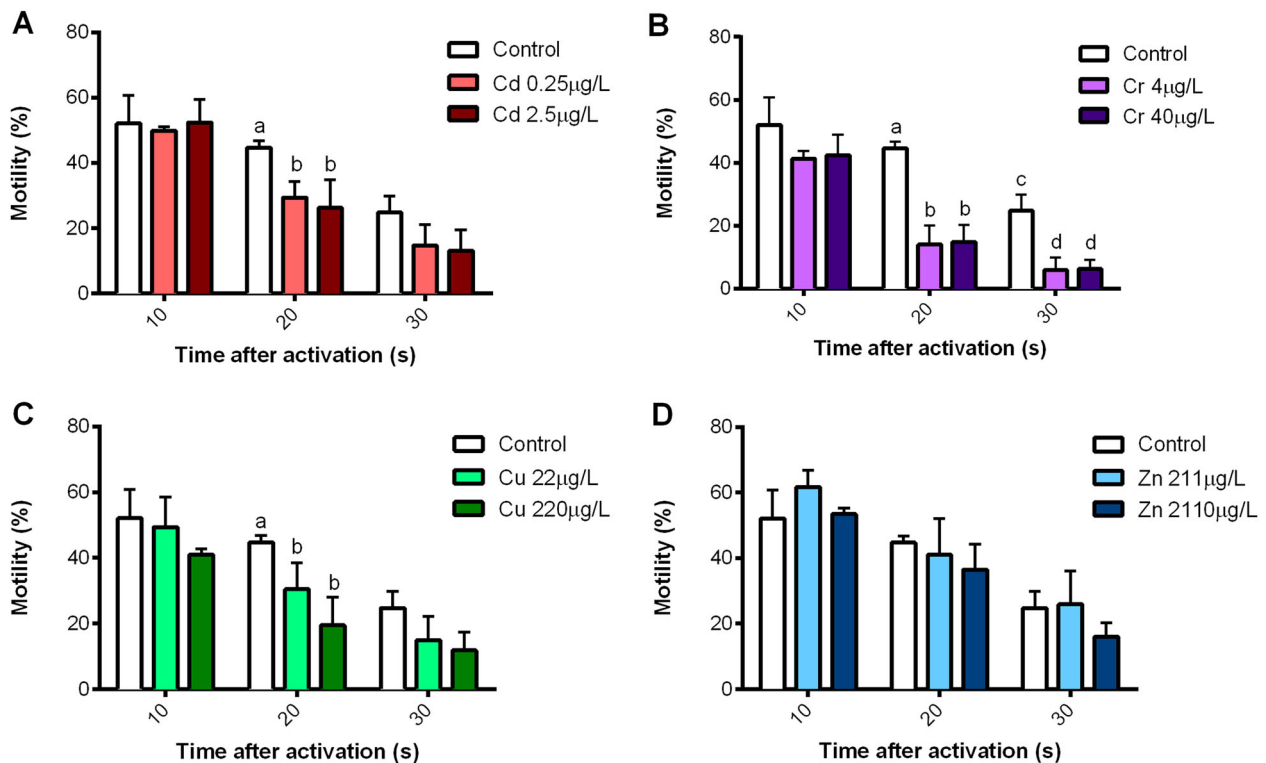 A
Control
Cd 0.25µg/L
Cd 2.5µg/L
Motility (%)
80
60
40
20
0
a
b
b
10
20
30
Time after activation (s)
B
Control
Cr 4µg/L
Cr 40µg/L
Motility (%)
80
60
40
20
0
a
b
b
c
d
d
10
20
30
Time after activation (s)
C
Control
Cu 22µg/L
Cu 220µg/L
Motility (%)
80
60
40
20
0
a
b
b
10
20
30
Time after activation (s)
D
Control
Zn 211µg/L
Zn 2110µg/L
Motility (%)
80
60
40
20
0
10
20
30
Time after activation (s)